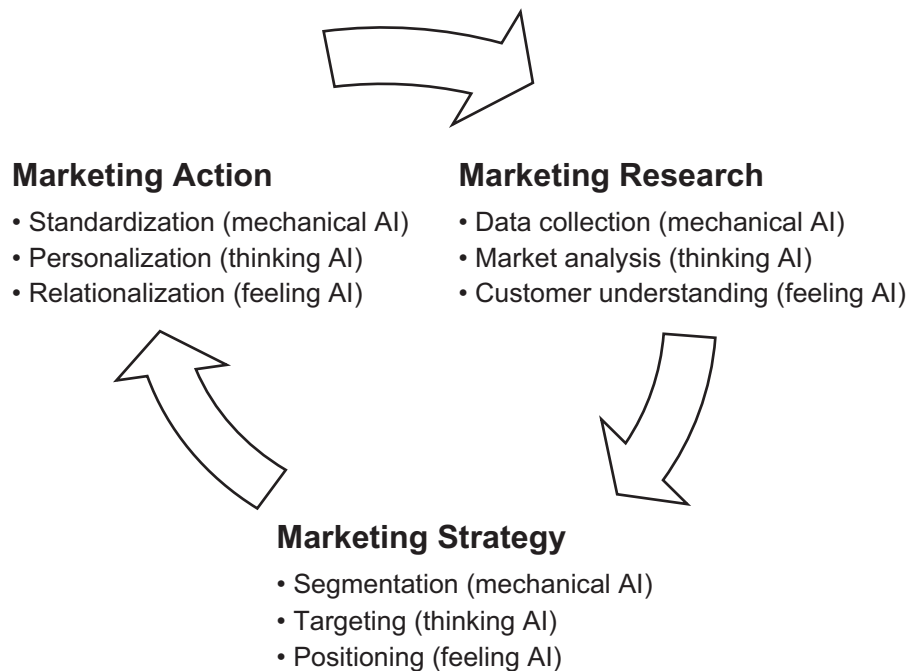 Marketing Action
• Standardization (mechanical AI)
• Personalization (thinking AI)
• Relationalization (feeling AI)
Marketing Research
• Data collection (mechanical AI)
• Market analysis (thinking AI)
• Customer understanding (feeling AI)
Marketing Strategy
• Segmentation (mechanical AI)
• Targeting (thinking AI)
• Positioning (feeling AI)